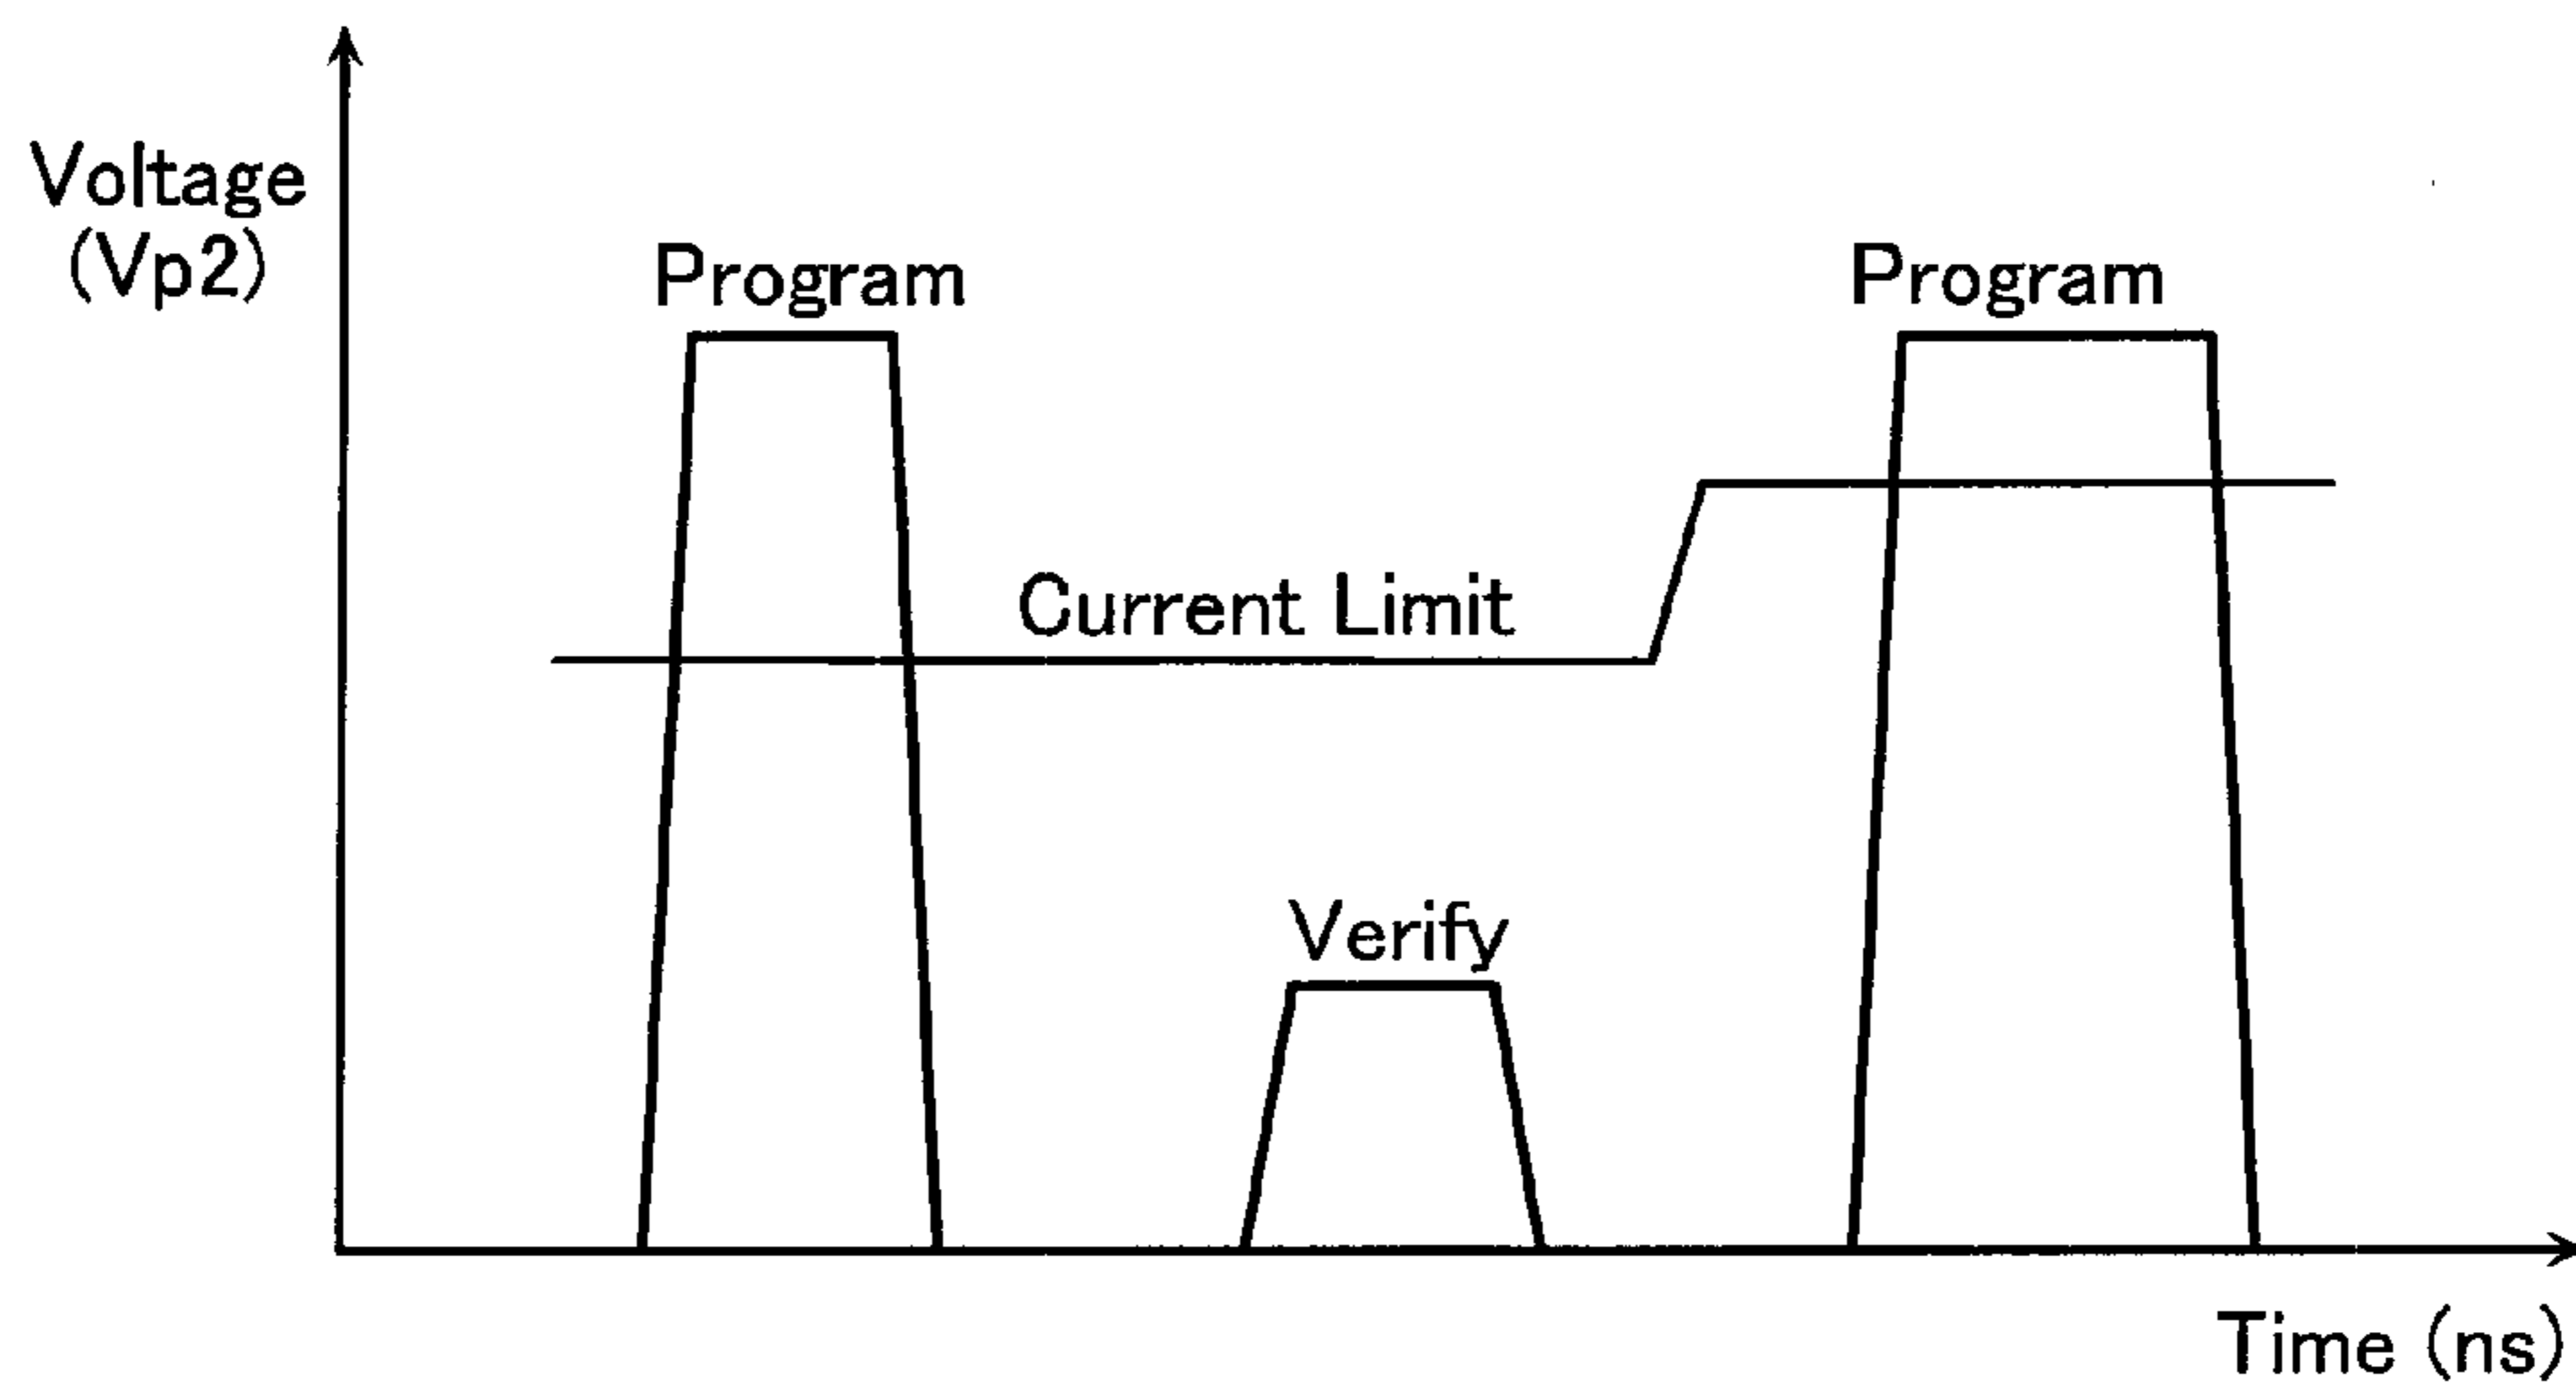 Voltage
(Vp2)
Program
Program
Current Limit
Verify
Time (ns)